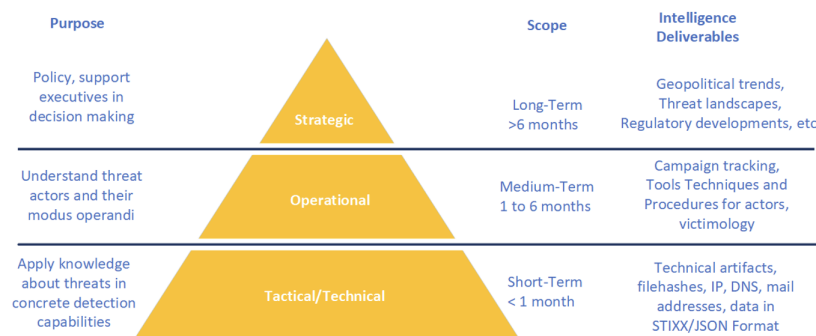 Purpose
Scope
Intelligence
Deliverables
Policy, support
executives in
decision making
Strategic
Long-Term
>6 months
Geopolitical trends,
Threat landscapes,
Regulatory developments, etc
Understand threat
actors and their
modus operandi
Operational
Medium-Term
1 to 6 months
Campaign tracking,
Tools Techniques and
Procedures for actors,
victimology
Apply knowledge
about threats in
concrete detection
capabilities
Tactical/Technical
Short-Term
< 1 month
Technical artifacts,
filehashes, IP, DNS, mail
addresses, data in
STIXX/JSON Format